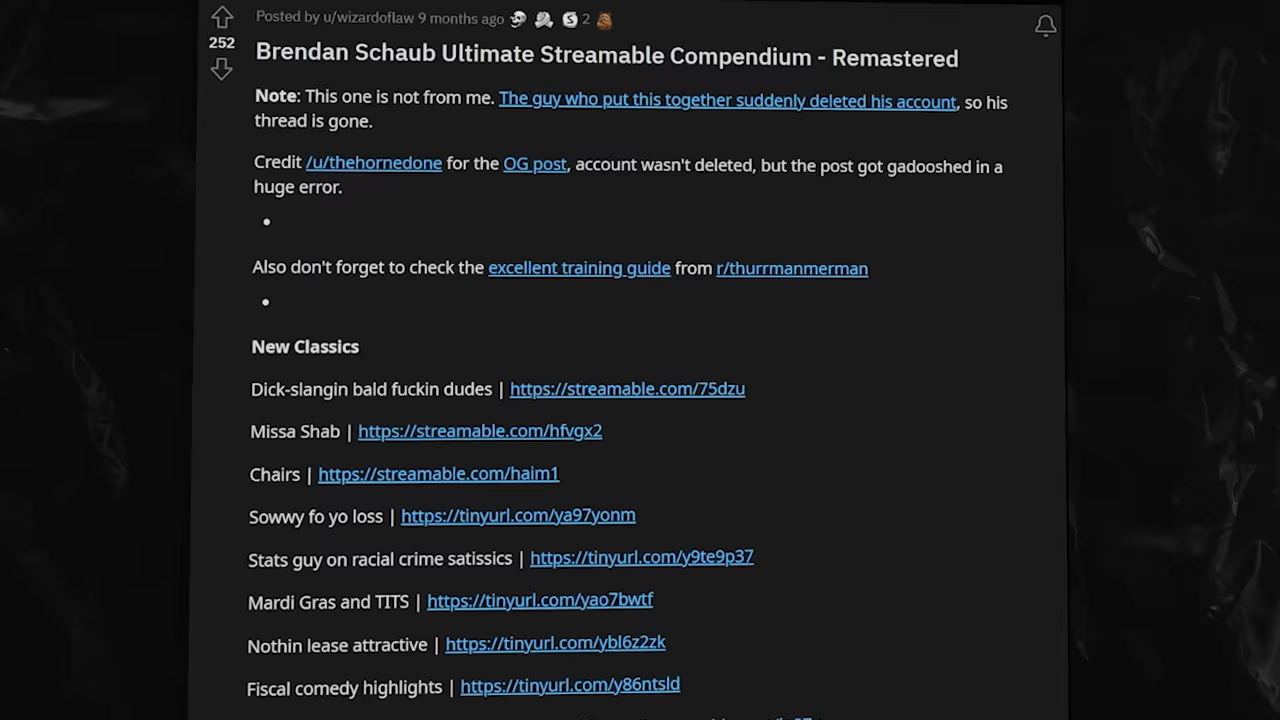 Posted by u/wizardoflaw 9 months ago 2
252
Brendan Schaub Ultimate Streamable Compendium - Remastered
Note: This one is not from me. The guy who put this together suddenly deleted his account, so his
thread is gone.
Credit /u/thehornedone for the OG post, account wasn't deleted, but the post got gadooshed in a
huge error.
•
Also don't forget to check the excellent training guide from r/thurrmanmerman
•
New Classics
Dick-slangin bald fuckin dudes | https://streamable.com/75dzu
Missa Shab | https://streamable.com/hfvgx2
Chairs | https://streamable.com/haim1
Sowwy fo yo loss | https://tinyurl.com/ya97yonm
Stats guy on racial crime satissics | https://tinyurl.com/y9te9p37
Mardi Gras and TITS | https://tinyurl.com/yao7bwtf
Nothin lease attractive | https://tinyurl.com/ybl6z2zk
Fiscal comedy highlights | https://tinyurl.com/y86ntsld